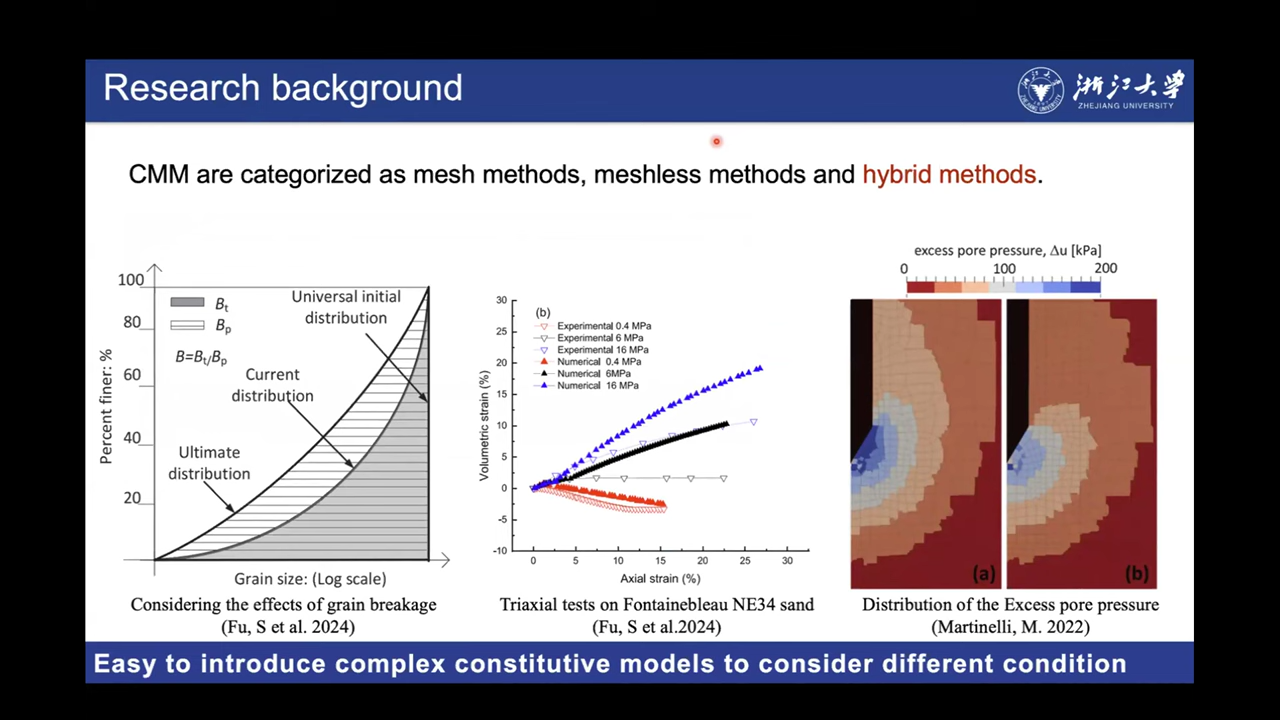 Research background
浙江大学
ZHEJIANG UNIVERSITY
CMM are categorized as mesh methods, meshless methods and hybrid methods.
100
80
60
40
20
Percent finer: %
Bt
Bp
B=Bt/Bp
Universal initial
distribution
Current
distribution
Ultimate
distribution
Grain size: (Log scale)
Considering the effects of grain breakage
(Fu, S et al. 2024)
(b)
Experimental 0.4 MPa
Experimental 6 MPa
Experimental 16 MPa
Numerical 0.4 MPa
Numerical 6MPa
Numerical 16 MPa
30
25
20
15
10
5
0
-5
-10
Volumetric strain (%)
0 5 10 15 20 25 30
Axial strain (%)
Triaxial tests on Fontainebleau NE34 sand
(Fu, S et al.2024)
excess pore pressure, Δu [kPa]
0 100 200
(a)
(b)
Distribution of the Excess pore pressure
(Martinelli, M. 2022)
Easy to introduce complex constitutive models to consider different condition